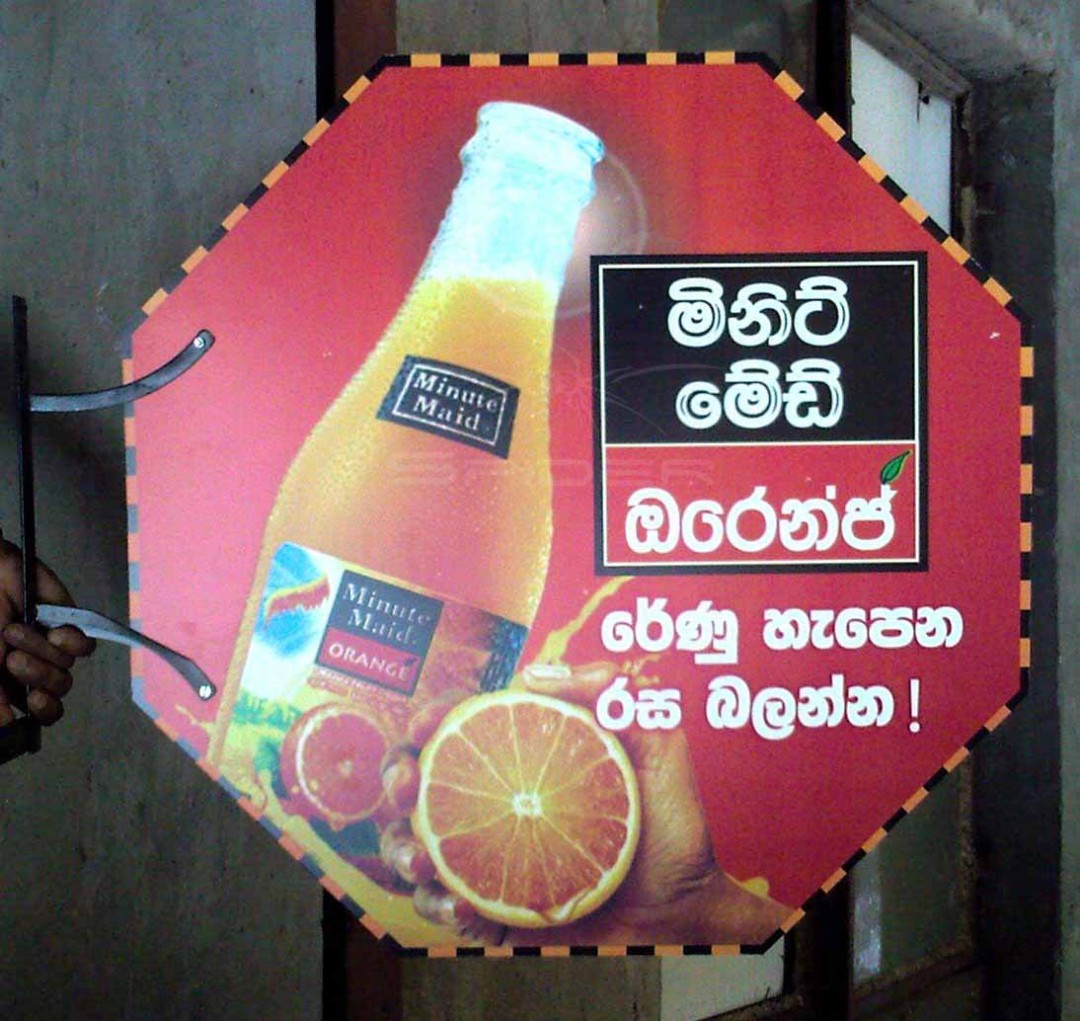 Minute
Maid
Minute
Maid
ORANGE
මිනිට්
මේඩ්
ඔරෙන්ජ්
රේණු හැපෙන
රස බලන්න !